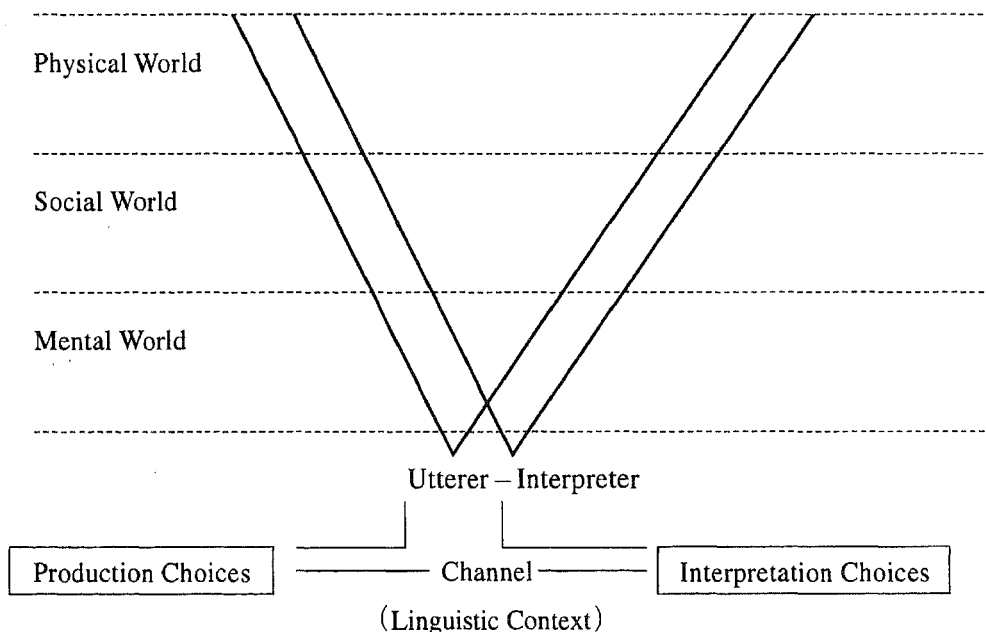 Physical World
Social World
Mental World
Utterer – Interpreter
Production Choices
Channel
Interpretation Choices
(Linguistic Context)